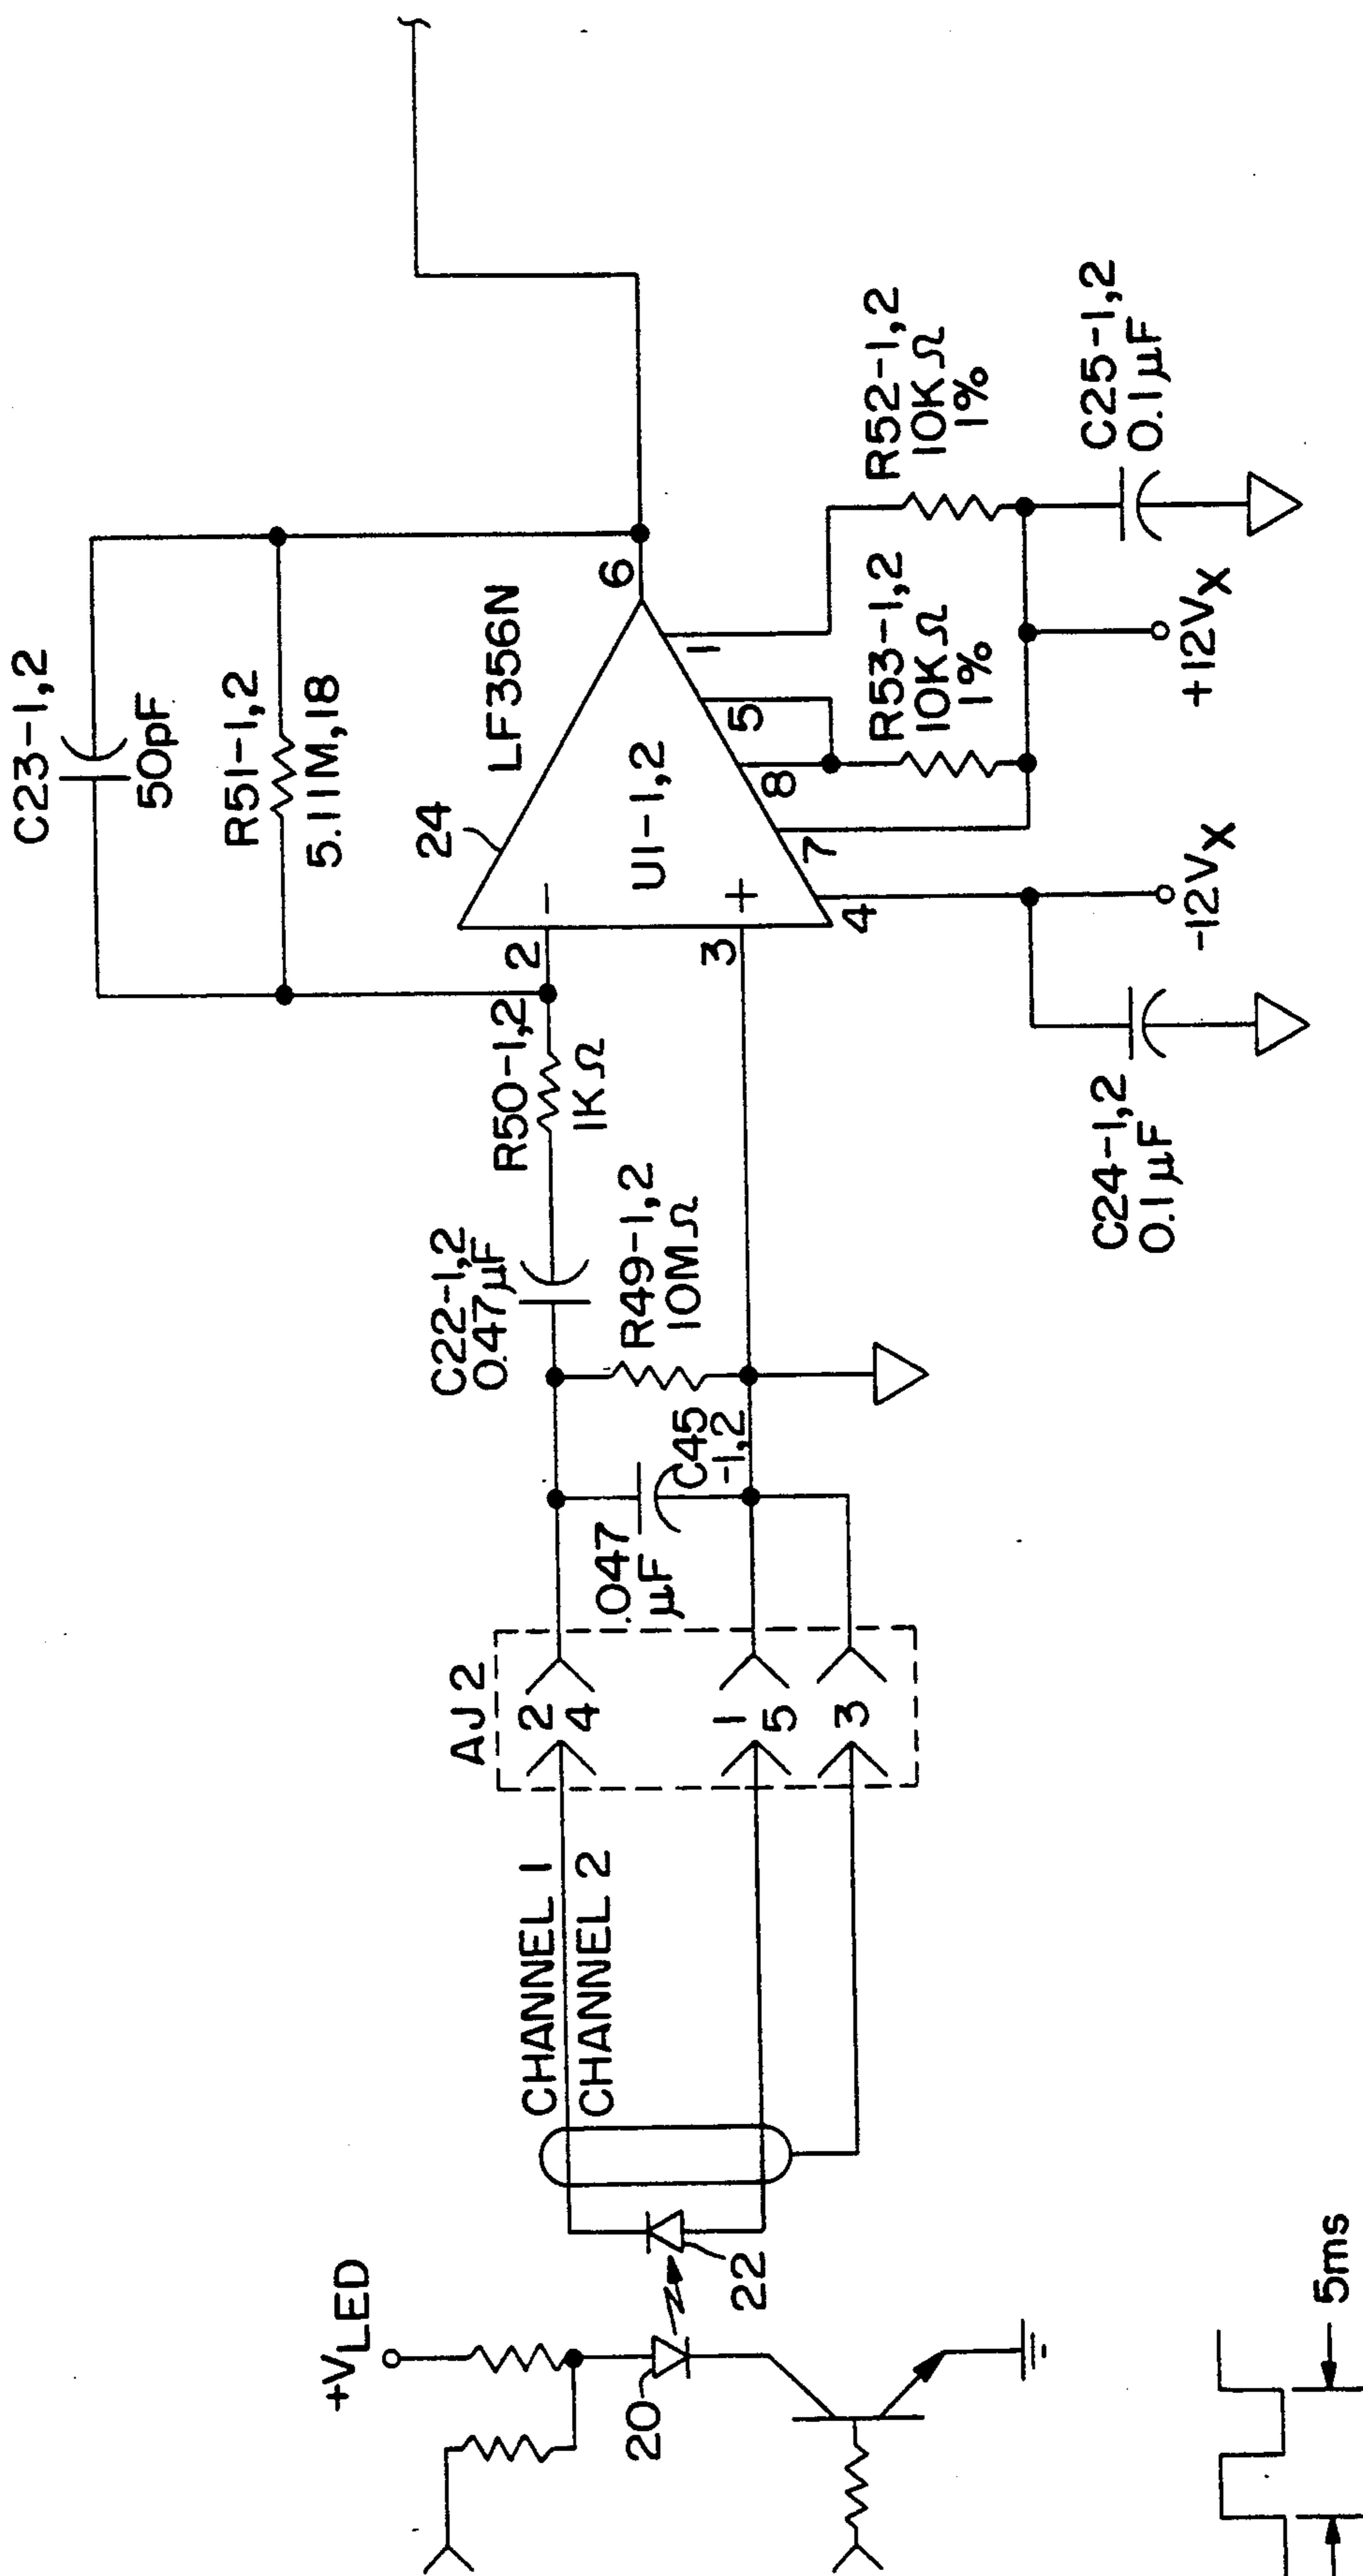 +VLED
20
22
5ms
CHANNEL 1
CHANNEL 2
AJ 2
2
4
1
5
3
.047
µF
C45
-1,2
C22-1,2
0.47µF
R49-1,2
10MΩ
R50-1,2
1KΩ
C23-1,2
50pF
R51-1,2
5.11M,18
24
LF356N
U1-1,2
-
+
2
3
4
7
8
5
1
6
R53-1,2
10KΩ
1%
R52-1,2
10KΩ
1%
C25-1,2
0.1µF
+12VX
-12VX
C24-1,2
0.1µF